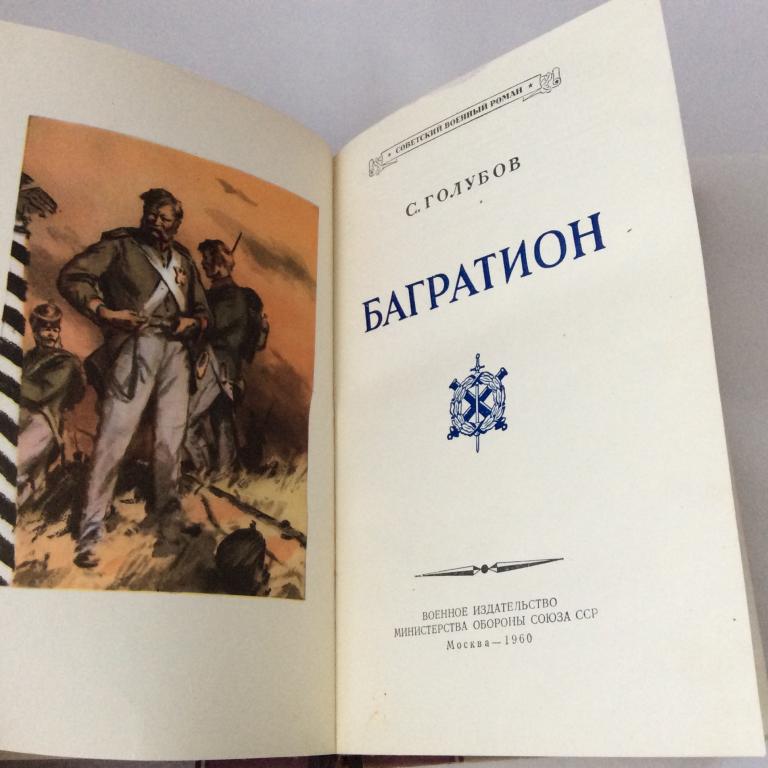 ★ СОВЕТСКИЙ ВОЕННЫЙ РОМАН ★
С. ГОЛУБОВ
БАГРАТИОН
ВОЕННОЕ ИЗДАТЕЛЬСТВО
МИНИСТЕРСТВА ОБОРОНЫ СОЮЗА ССР
Москва — 1960